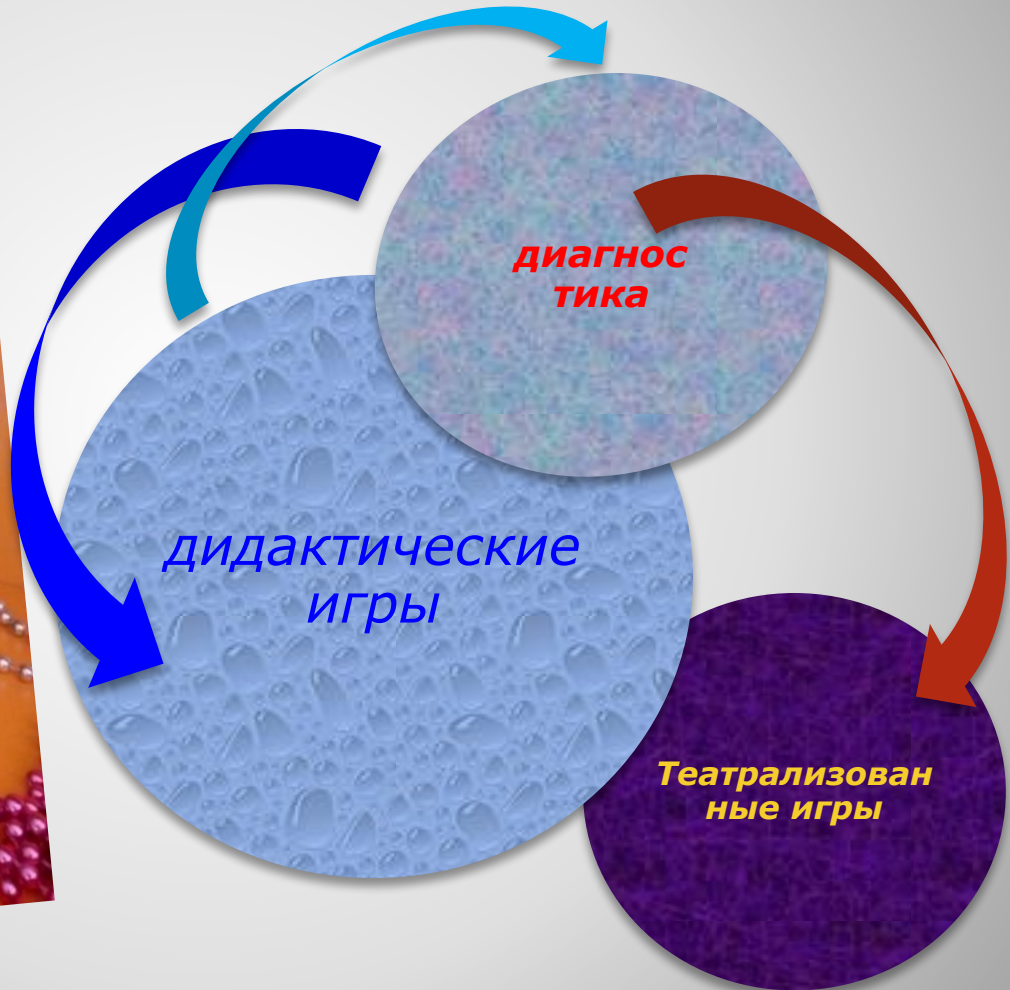 диагнос
тика
дидактические
игры
Театрализован
ные игры